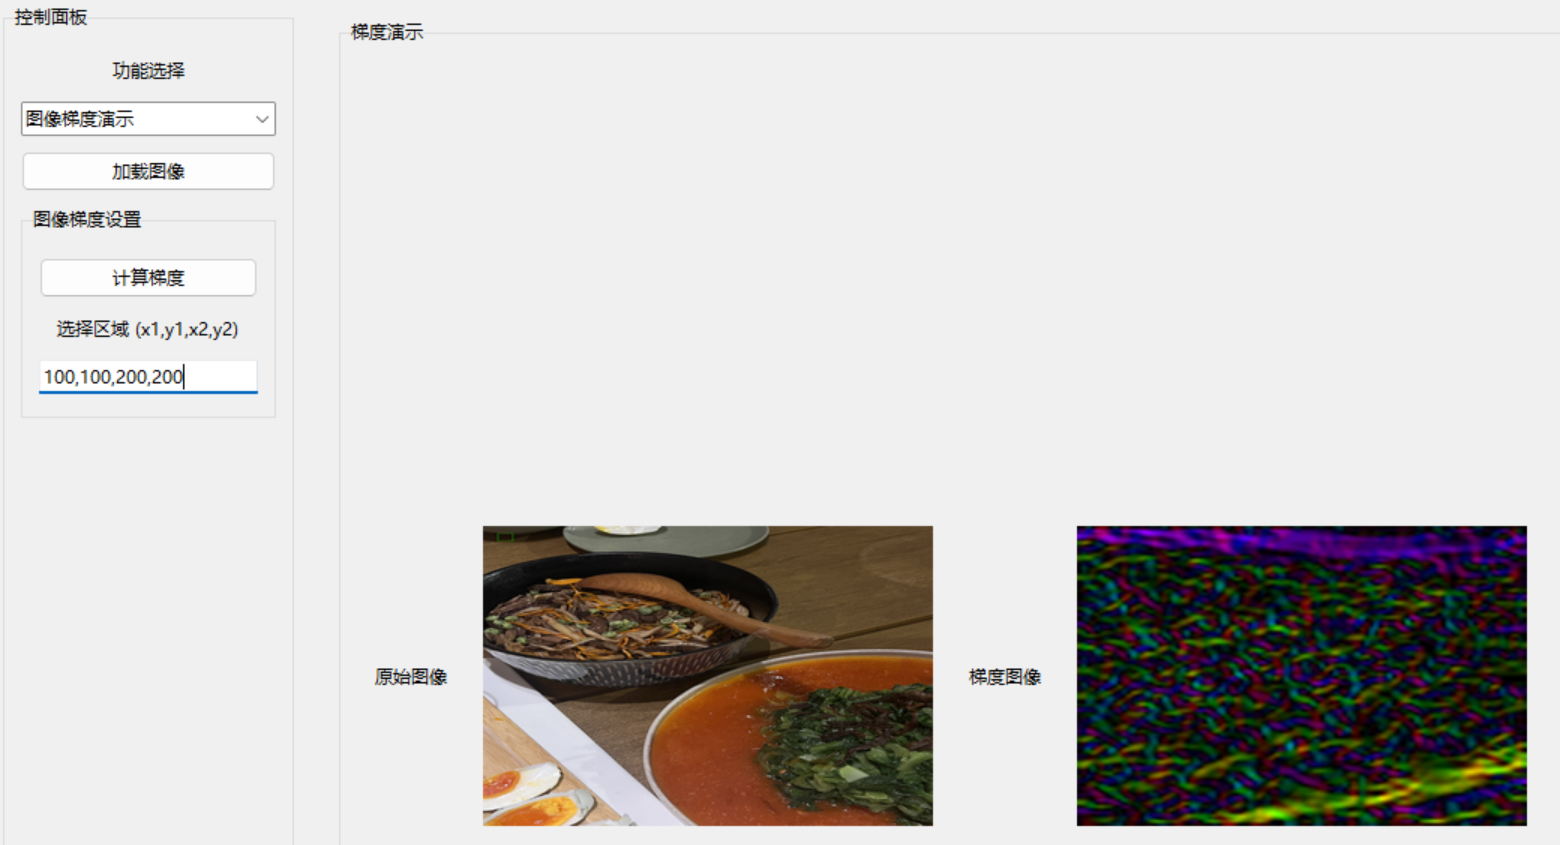 控制面板
功能选择
图像梯度演示
加载图像
图像梯度设置
计算梯度
选择区域 (x1,y1,x2,y2)
100,100,200,200
梯度演示
原始图像
梯度图像